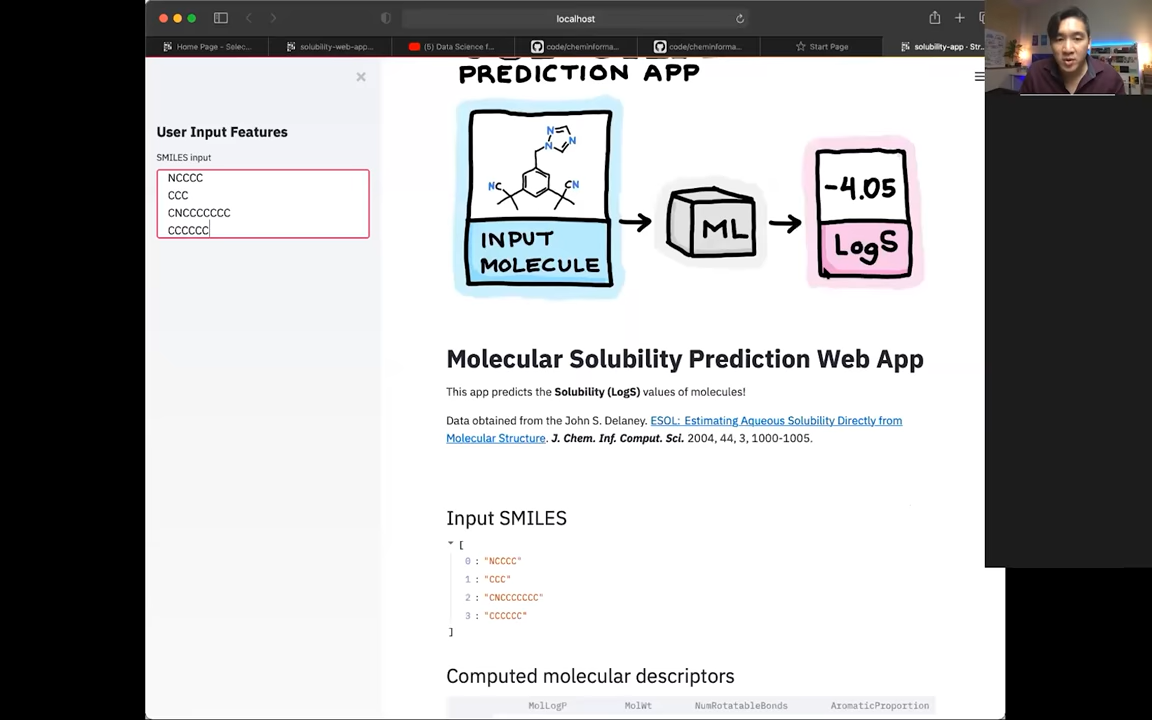 localhost
Home Page - Selec...
solubility-web-app...
(5) Data Science f...
code/cheminforma...
code/cheminforma...
Start Page
solubility-app · Str...
PREDICTION APP
User Input Features
SMILES input
NCCCC
CCC
CNCCCCCCC
CCCCCC
N
N
N
NC
CN
INPUT
MOLECULE
ML
-4.05
LogS
Molecular Solubility Prediction Web App
This app predicts the Solubility (LogS) values of molecules!
Data obtained from the John S. Delaney. ESOL: Estimating Aqueous Solubility Directly from
Molecular Structure. J. Chem. Inf. Comput. Sci. 2004, 44, 3, 1000-1005.
Input SMILES
[
0 : "NCCCC"
1 : "CCC"
2 : "CNCCCCCCC"
3 : "CCCCCC"
]
Computed molecular descriptors
MolLogP MolWt NumRotatableBonds AromaticProportion